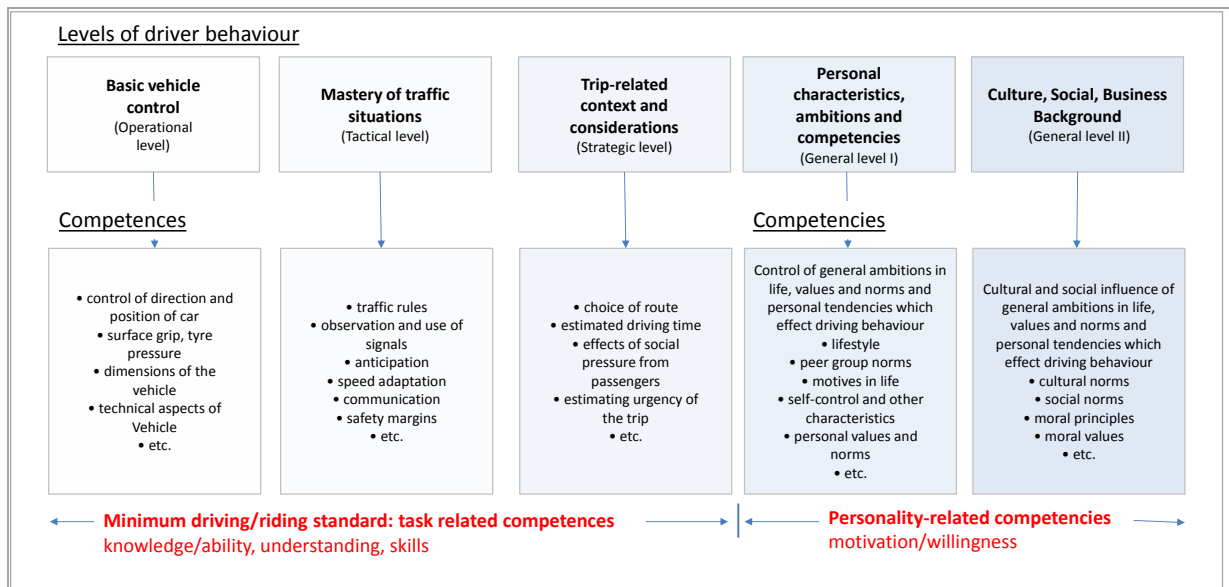 Levels of driver behaviour
Basic vehicle
control
(Operational
level)
Mastery of traffic
situations
(Tactical level)
Trip-related
context and
considerations
(Strategic level)
Personal
characteristics,
ambitions and
competencies
(General level I)
Culture, Social, Business
Background
(General level II)
Competences
Competencies
• control of direction and
position of car
• surface grip, tyre
pressure
• dimensions of the
vehicle
• technical aspects of
Vehicle
• etc.
• traffic rules
• observation and use of
signals
• anticipation
• speed adaptation
• communication
• safety margins
• etc.
• choice of route
• estimated driving time
• effects of social
pressure from
passengers
• estimating urgency of
the trip
• etc.
Control of general ambitions in
life, values and norms and
personal tendencies which
effect driving behaviour
• lifestyle
• peer group norms
• motives in life
• self-control and other
characteristics
• personal values and
norms
• etc.
Cultural and social influence of
general ambitions in life,
values and norms and
personal tendencies which
effect driving behaviour
• cultural norms
• social norms
• moral principles
• moral values
• etc.
Minimum driving/riding standard: task related competences
knowledge/ability, understanding, skills
Personality-related competencies
motivation/willingness